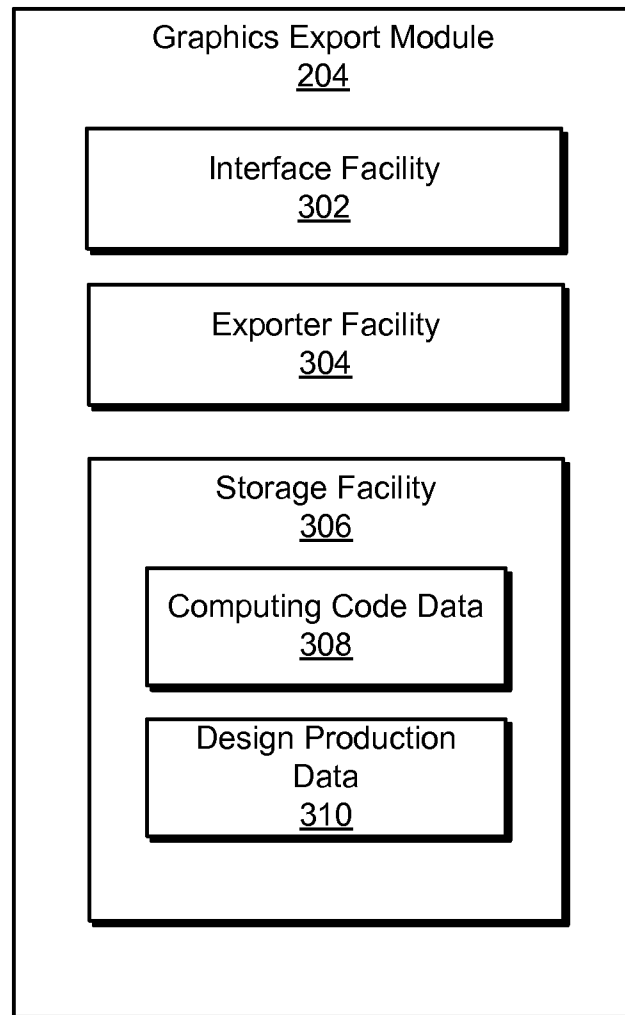 Graphics Export Module
204
Interface Facility
302
Exporter Facility
304
Storage Facility
306
Computing Code Data
308
Design Production
Data
310